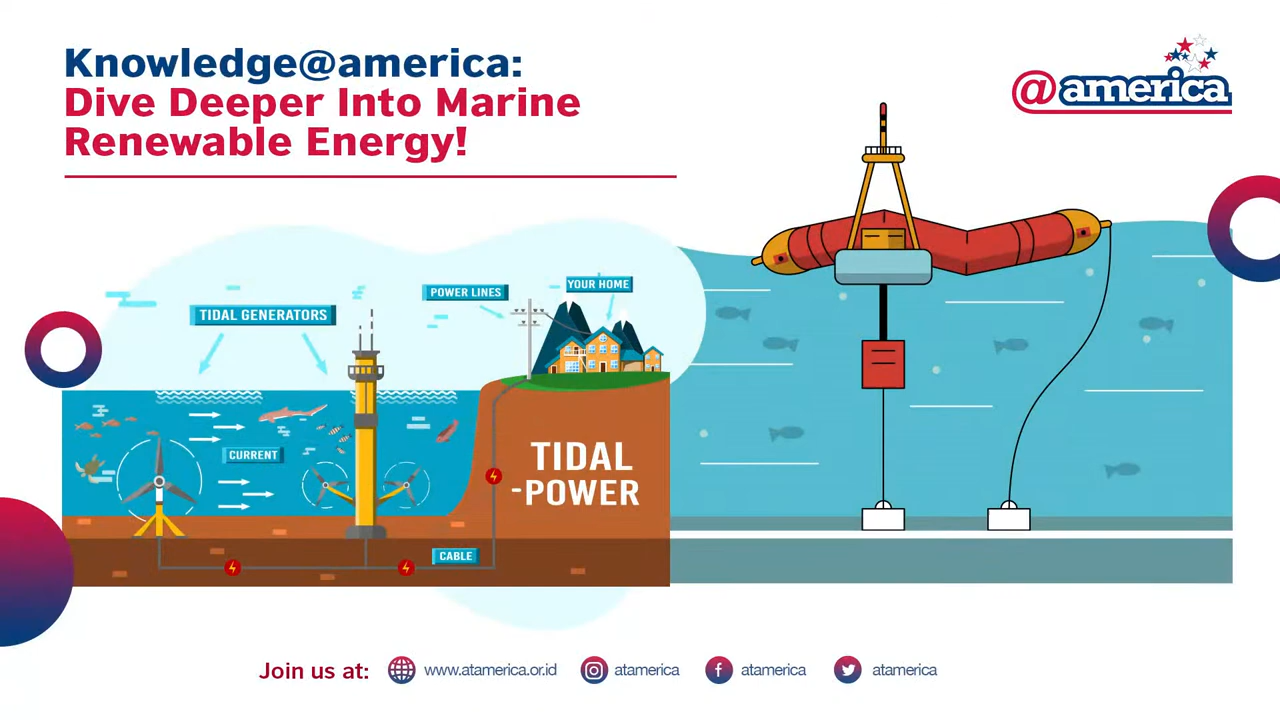 Knowledge@america:
Dive Deeper Into Marine
Renewable Energy!
@america
TIDAL GENERATORS
POWER LINES
YOUR HOME
CURRENT
TIDAL
-POWER
CABLE
Join us at: www.atamerica.or.id atamerica atamerica atamerica